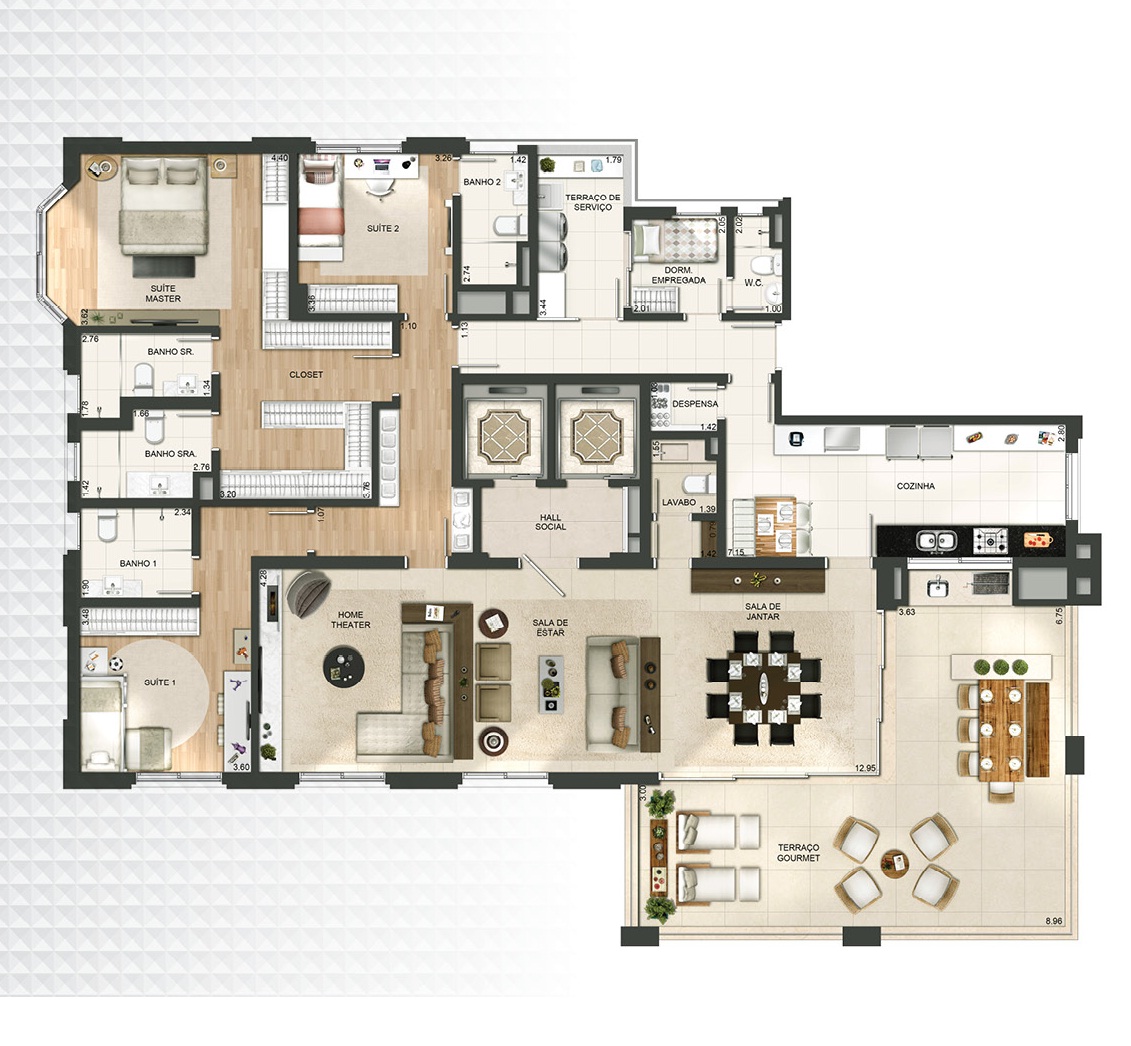 4.40
3.26
1.42
BANHO 2
1.79
TERRAÇO DE
SERVIÇO
SUÍTE 2
2.05
2.02
DORM.
EMPREGADA
W.C.
SUÍTE
MASTER
2.74
3.36
3.44
2.01
1.00
3.62
1.10
1.13
2.76
BANHO SR.
1.34
CLOSET
1.78
1.66
DESPENSA
1.42
BANHO SRA.
2.76
1.42
3.20
3.76
2.80
COZINHA
1.55
LAVABO
1.39
2.34
1.07
HALL
SOCIAL
1.42
7.15
BANHO 1
1.90
4.28
3.48
HOME
THEATER
SALA DE
ESTAR
SALA DE
JANTAR
3.63
6.75
SUÍTE 1
3.60
12.95
3.00
TERRAÇO
GOURMET
8.96